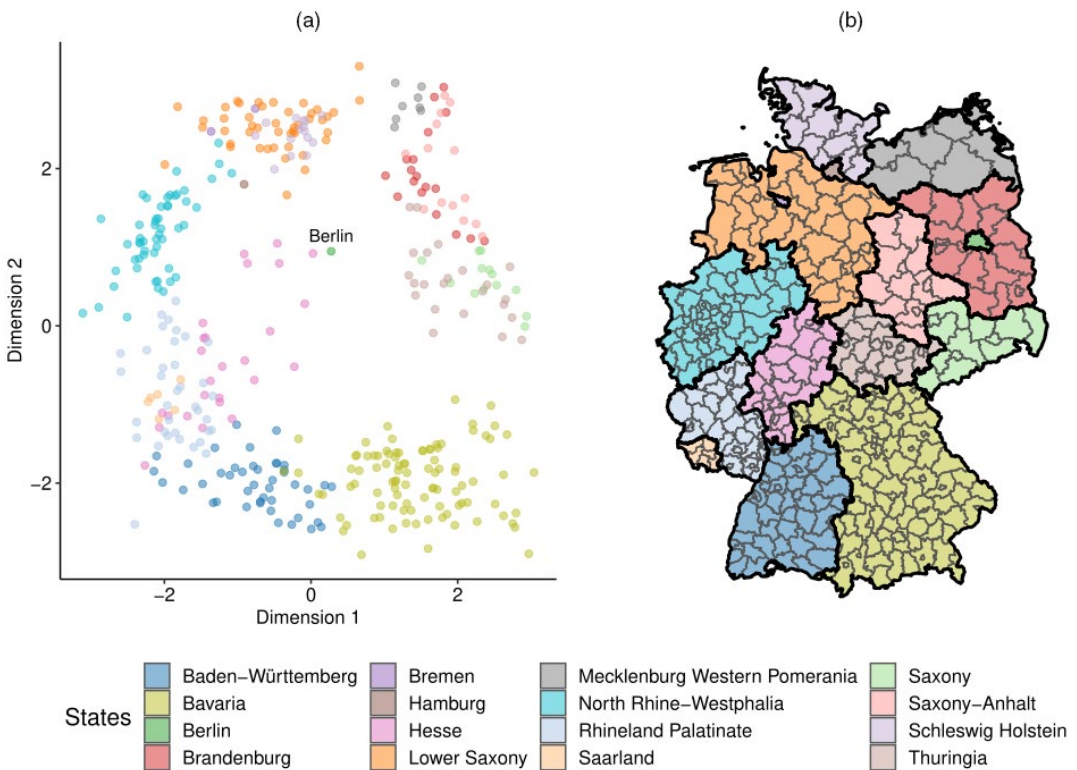 (a)
(b)
2
0
−2
Dimension 2
Berlin
−2
0
2
Dimension 1
States
Baden−Württemberg
Bavaria
Berlin
Brandenburg
Bremen
Hamburg
Hesse
Lower Saxony
Mecklenburg Western Pomerania
North Rhine−Westphalia
Rhineland Palatinate
Saarland
Saxony
Saxony−Anhalt
Schleswig Holstein
Thuringia